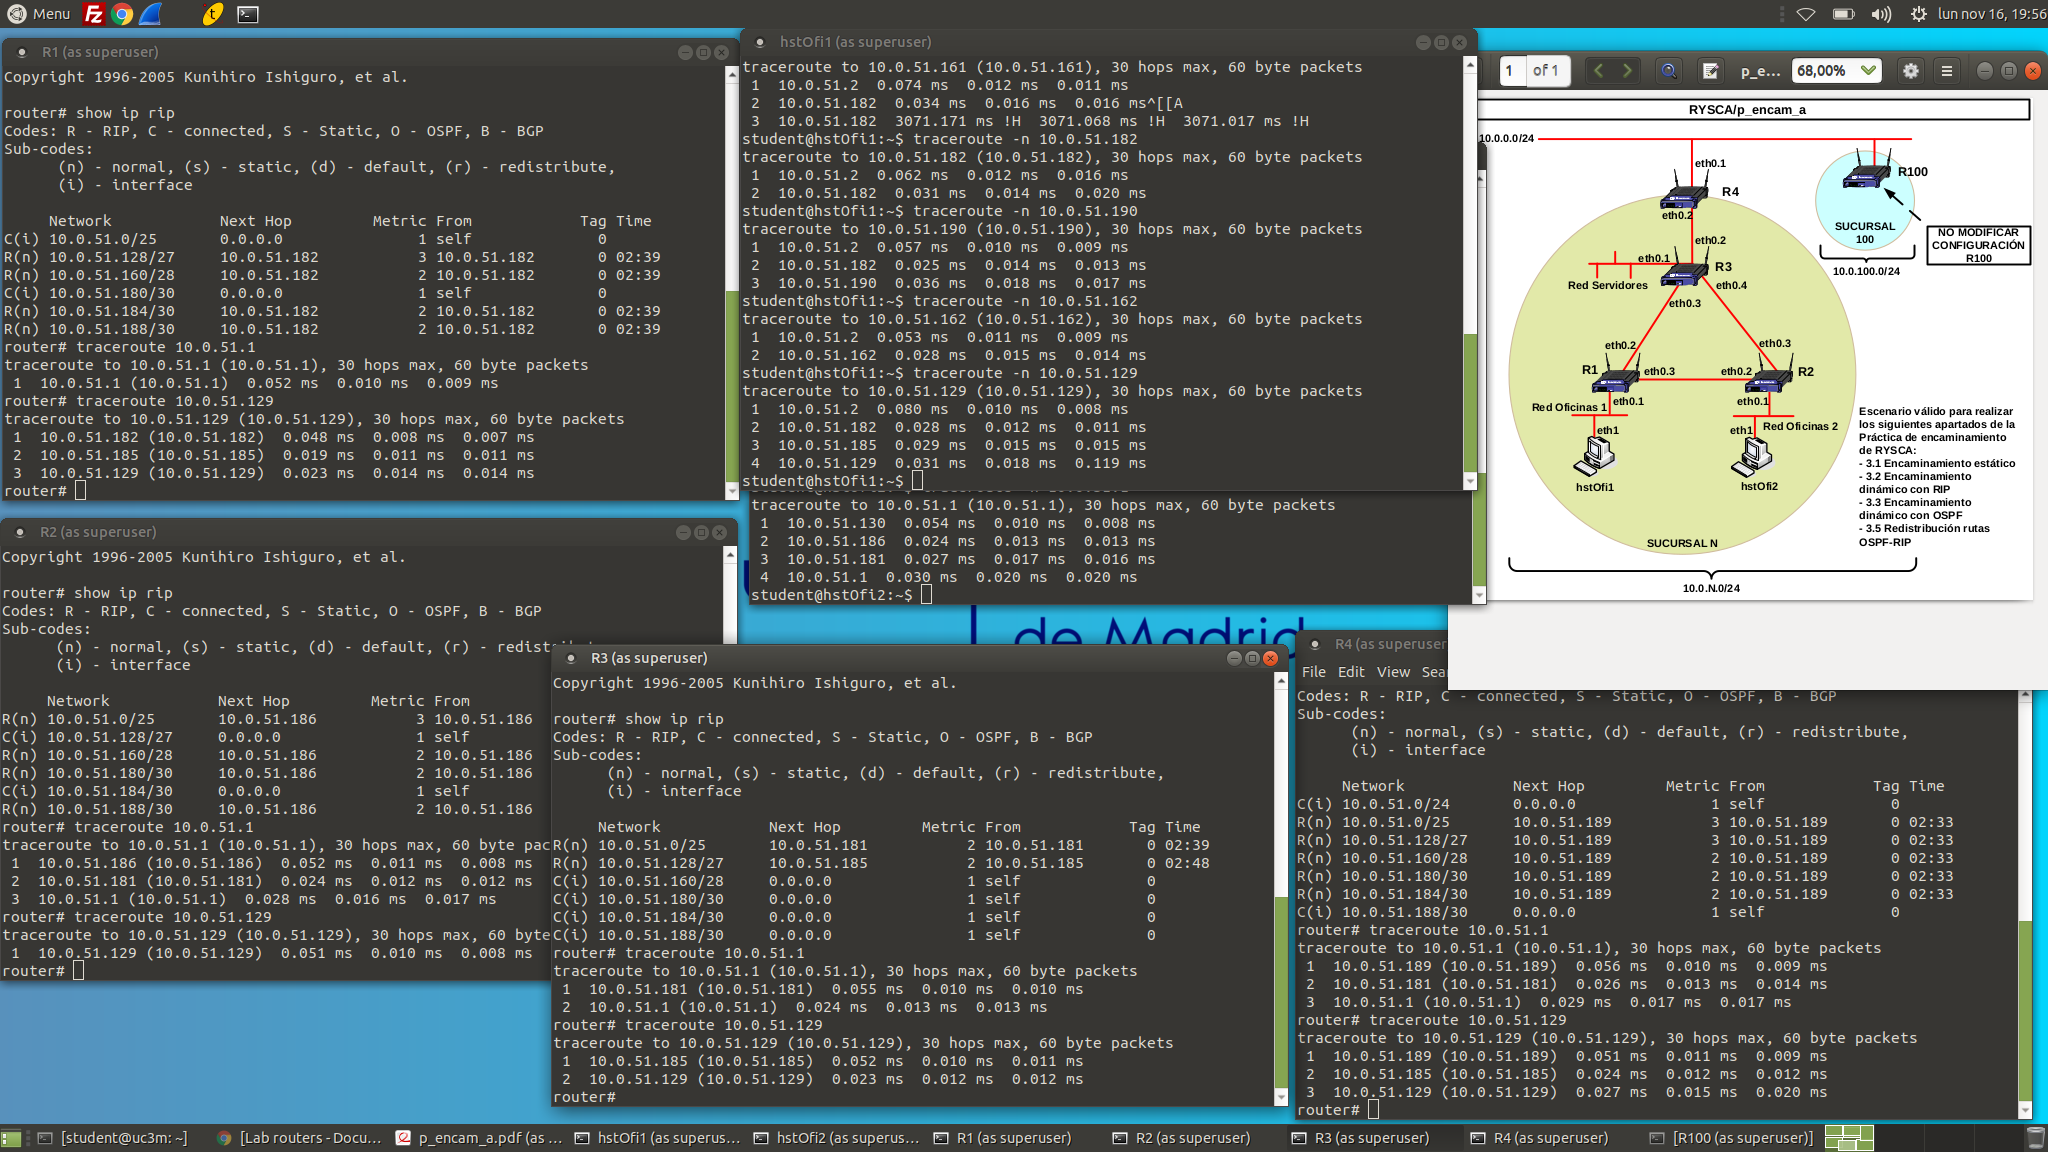 Menu
lun nov 16, 19:56
R1 (as superuser)
Copyright 1996-2005 Kunihiro Ishiguro, et al.
router# show ip rip
Codes: R - RIP, C - connected, S - Static, O - OSPF, B - BGP
Sub-codes:
(n) - normal, (s) - static, (d) - default, (r) - redistribute,
(i) - interface
Network Next Hop Metric From Tag Time
C(i) 10.0.51.0/25 0.0.0.0 1 self 0
R(n) 10.0.51.128/27 10.0.51.182 3 10.0.51.182 0 02:39
R(n) 10.0.51.160/28 10.0.51.182 2 10.0.51.182 0 02:39
C(i) 10.0.51.180/30 0.0.0.0 1 self 0
R(n) 10.0.51.184/30 10.0.51.182 2 10.0.51.182 0 02:39
R(n) 10.0.51.188/30 10.0.51.182 2 10.0.51.182 0 02:39
router# traceroute 10.0.51.1
traceroute to 10.0.51.1 (10.0.51.1), 30 hops max, 60 byte packets
1 10.0.51.1 (10.0.51.1) 0.052 ms 0.010 ms 0.009 ms
router# traceroute 10.0.51.129
traceroute to 10.0.51.129 (10.0.51.129), 30 hops max, 60 byte packets
1 10.0.51.182 (10.0.51.182) 0.048 ms 0.008 ms 0.007 ms
2 10.0.51.185 (10.0.51.185) 0.019 ms 0.011 ms 0.011 ms
3 10.0.51.129 (10.0.51.129) 0.023 ms 0.014 ms 0.014 ms
router#
hstOfi1 (as superuser)
traceroute to 10.0.51.161 (10.0.51.161), 30 hops max, 60 byte packets
1 10.0.51.2 0.074 ms 0.012 ms 0.011 ms
2 10.0.51.182 0.034 ms 0.016 ms 0.016 ms^[[A
3 10.0.51.182 3071.171 ms !H 3071.068 ms !H 3071.017 ms !H
student@hstOfi1:~$ traceroute -n 10.0.51.182
traceroute to 10.0.51.182 (10.0.51.182), 30 hops max, 60 byte packets
1 10.0.51.2 0.062 ms 0.012 ms 0.016 ms
2 10.0.51.182 0.031 ms 0.014 ms 0.020 ms
student@hstOfi1:~$ traceroute -n 10.0.51.190
traceroute to 10.0.51.190 (10.0.51.190), 30 hops max, 60 byte packets
1 10.0.51.2 0.057 ms 0.010 ms 0.009 ms
2 10.0.51.182 0.025 ms 0.014 ms 0.013 ms
3 10.0.51.190 0.036 ms 0.018 ms 0.017 ms
student@hstOfi1:~$ traceroute -n 10.0.51.162
traceroute to 10.0.51.162 (10.0.51.162), 30 hops max, 60 byte packets
1 10.0.51.2 0.053 ms 0.011 ms 0.009 ms
2 10.0.51.162 0.028 ms 0.015 ms 0.014 ms
student@hstOfi1:~$ traceroute -n 10.0.51.129
traceroute to 10.0.51.129 (10.0.51.129), 30 hops max, 60 byte packets
1 10.0.51.2 0.080 ms 0.010 ms 0.008 ms
2 10.0.51.182 0.028 ms 0.012 ms 0.011 ms
3 10.0.51.185 0.029 ms 0.015 ms 0.015 ms
4 10.0.51.129 0.031 ms 0.018 ms 0.119 ms
student@hstOfi1:~$
traceroute to 10.0.51.1 (10.0.51.1), 30 hops max, 60 byte packets
1 10.0.51.130 0.054 ms 0.010 ms 0.008 ms
2 10.0.51.186 0.024 ms 0.013 ms 0.013 ms
3 10.0.51.181 0.027 ms 0.017 ms 0.016 ms
4 10.0.51.1 0.030 ms 0.020 ms 0.020 ms
student@hstOfi2:~$
1 of 1
p_e...
68,00%
RYSCA/p_encam_a
10.0.0.0/24
eth0.1
R4
eth0.2
R100
SUCURSAL
100
NO MODIFICAR
CONFIGURACIÓN
R100
10.0.100.0/24
eth0.2
eth0.1
R3
Red Servidores
eth0.4
eth0.3
eth0.2
eth0.3
R1
eth0.3
eth0.2
R2
eth0.1
eth0.1
Red Oficinas 1
Red Oficinas 2
eth1
eth1
hstOfi1
hstOfi2
SUCURSAL N
10.0.N.0/24
Escenario válido para realizar
los siguientes apartados de la
Práctica de encaminamiento
de RYSCA:
- 3.1 Encaminamiento estático
- 3.2 Encaminamiento
dinámico con RIP
- 3.3 Encaminamiento
dinámico con OSPF
- 3.5 Redistribución rutas
OSPF-RIP
de Madrid
R2 (as superuser)
Copyright 1996-2005 Kunihiro Ishiguro, et al.
router# show ip rip
Codes: R - RIP, C - connected, S - Static, O - OSPF, B - BGP
Sub-codes:
(n) - normal, (s) - static, (d) - default, (r) - redist
(i) - interface
Network Next Hop Metric From
R(n) 10.0.51.0/25 10.0.51.186 3 10.0.51.186
C(i) 10.0.51.128/27 0.0.0.0 1 self
R(n) 10.0.51.160/28 10.0.51.186 2 10.0.51.186
R(n) 10.0.51.180/30 10.0.51.186 2 10.0.51.186
C(i) 10.0.51.184/30 0.0.0.0 1 self
R(n) 10.0.51.188/30 10.0.51.186 2 10.0.51.186
router# traceroute 10.0.51.1
traceroute to 10.0.51.1 (10.0.51.1), 30 hops max, 60 byte pac
1 10.0.51.186 (10.0.51.186) 0.052 ms 0.011 ms 0.008 ms
2 10.0.51.181 (10.0.51.181) 0.024 ms 0.012 ms 0.012 ms
3 10.0.51.1 (10.0.51.1) 0.028 ms 0.016 ms 0.017 ms
router# traceroute 10.0.51.129
traceroute to 10.0.51.129 (10.0.51.129), 30 hops max, 60 byte
1 10.0.51.129 (10.0.51.129) 0.051 ms 0.010 ms 0.008 ms
router#
R3 (as superuser)
Copyright 1996-2005 Kunihiro Ishiguro, et al.
router# show ip rip
Codes: R - RIP, C - connected, S - Static, O - OSPF, B - BGP
Sub-codes:
(n) - normal, (s) - static, (d) - default, (r) - redistribute,
(i) - interface
Network Next Hop Metric From Tag Time
R(n) 10.0.51.0/25 10.0.51.181 2 10.0.51.181 0 02:39
R(n) 10.0.51.128/27 10.0.51.185 2 10.0.51.185 0 02:48
C(i) 10.0.51.160/28 0.0.0.0 1 self 0
C(i) 10.0.51.180/30 0.0.0.0 1 self 0
C(i) 10.0.51.184/30 0.0.0.0 1 self 0
C(i) 10.0.51.188/30 0.0.0.0 1 self 0
router# traceroute 10.0.51.1
traceroute to 10.0.51.1 (10.0.51.1), 30 hops max, 60 byte packets
1 10.0.51.181 (10.0.51.181) 0.055 ms 0.010 ms 0.010 ms
2 10.0.51.1 (10.0.51.1) 0.024 ms 0.013 ms 0.013 ms
router# traceroute 10.0.51.129
traceroute to 10.0.51.129 (10.0.51.129), 30 hops max, 60 byte packets
1 10.0.51.185 (10.0.51.185) 0.052 ms 0.010 ms 0.011 ms
2 10.0.51.129 (10.0.51.129) 0.023 ms 0.012 ms 0.012 ms
router#
R4 (as superuser
File Edit View Sear
Codes: R - RIP, C - connected, S - Static, O - OSPF, B - BGP
Sub-codes:
(n) - normal, (s) - static, (d) - default, (r) - redistribute,
(i) - interface
Network Next Hop Metric From Tag Time
C(i) 10.0.51.0/24 0.0.0.0 1 self 0
R(n) 10.0.51.0/25 10.0.51.189 3 10.0.51.189 0 02:33
R(n) 10.0.51.128/27 10.0.51.189 3 10.0.51.189 0 02:33
R(n) 10.0.51.160/28 10.0.51.189 2 10.0.51.189 0 02:33
R(n) 10.0.51.180/30 10.0.51.189 2 10.0.51.189 0 02:33
R(n) 10.0.51.184/30 10.0.51.189 2 10.0.51.189 0 02:33
C(i) 10.0.51.188/30 0.0.0.0 1 self 0
router# traceroute 10.0.51.1
traceroute to 10.0.51.1 (10.0.51.1), 30 hops max, 60 byte packets
1 10.0.51.189 (10.0.51.189) 0.056 ms 0.010 ms 0.009 ms
2 10.0.51.181 (10.0.51.181) 0.026 ms 0.013 ms 0.014 ms
3 10.0.51.1 (10.0.51.1) 0.029 ms 0.017 ms 0.017 ms
router# traceroute 10.0.51.129
traceroute to 10.0.51.129 (10.0.51.129), 30 hops max, 60 byte packets
1 10.0.51.189 (10.0.51.189) 0.051 ms 0.011 ms 0.009 ms
2 10.0.51.185 (10.0.51.185) 0.024 ms 0.012 ms 0.012 ms
3 10.0.51.129 (10.0.51.129) 0.027 ms 0.015 ms 0.020 ms
router#
[student@uc3m: ~]
[Lab routers - Docu...
p_encam_a.pdf (as ...
hstOfi1 (as superus...
hstOfi2 (as superus...
R1 (as superuser)
R2 (as superuser)
R3 (as superuser)
R4 (as superuser)
[R100 (as superuser)]